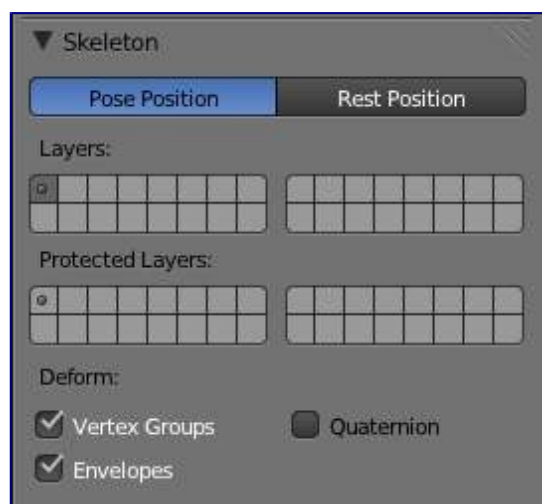 Skeleton
Pose Position Rest Position
Layers:
Protected Layers:
Deform:
Vertex Groups Quaternion
Envelopes